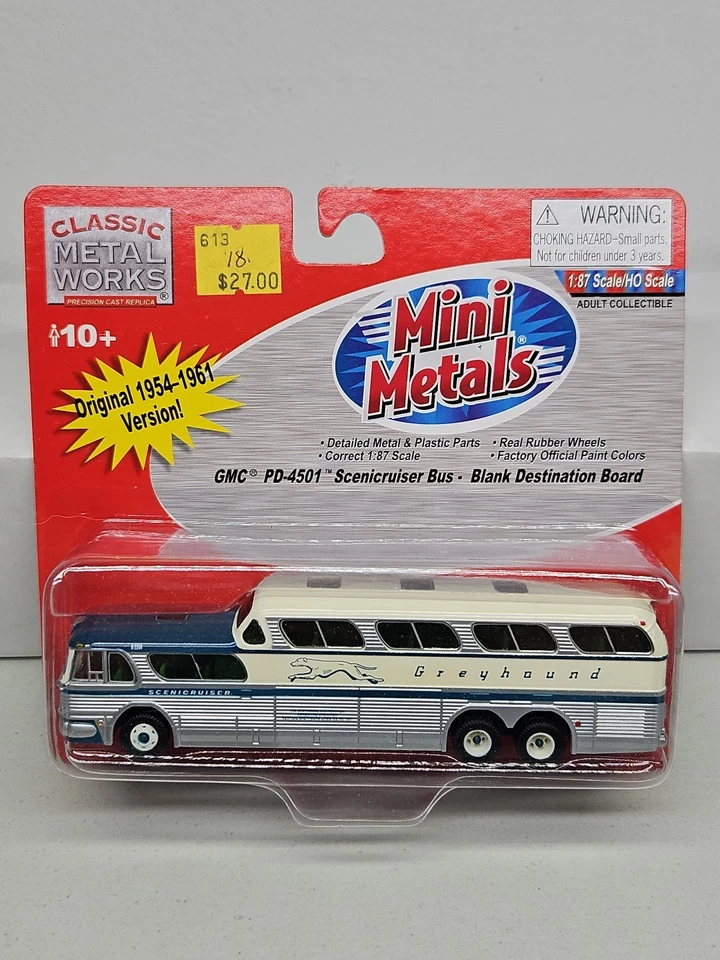 CLASSIC
METAL
WORKS®
PRECISION CAST REPLICA
613
18.
$27.00
⚠ WARNING:
CHOKING HAZARD–Small parts.
Not for children under 3 years.
1:87 Scale/HO Scale
ADULT COLLECTIBLE
10+
Original 1954–1961
Version!
Mini
Metals®
• Detailed Metal & Plastic Parts • Real Rubber Wheels
• Correct 1:87 Scale • Factory Official Paint Colors
GMC® PD-4501™ Scenicruiser Bus - Blank Destination Board
Greyhound
SCENICRUISER